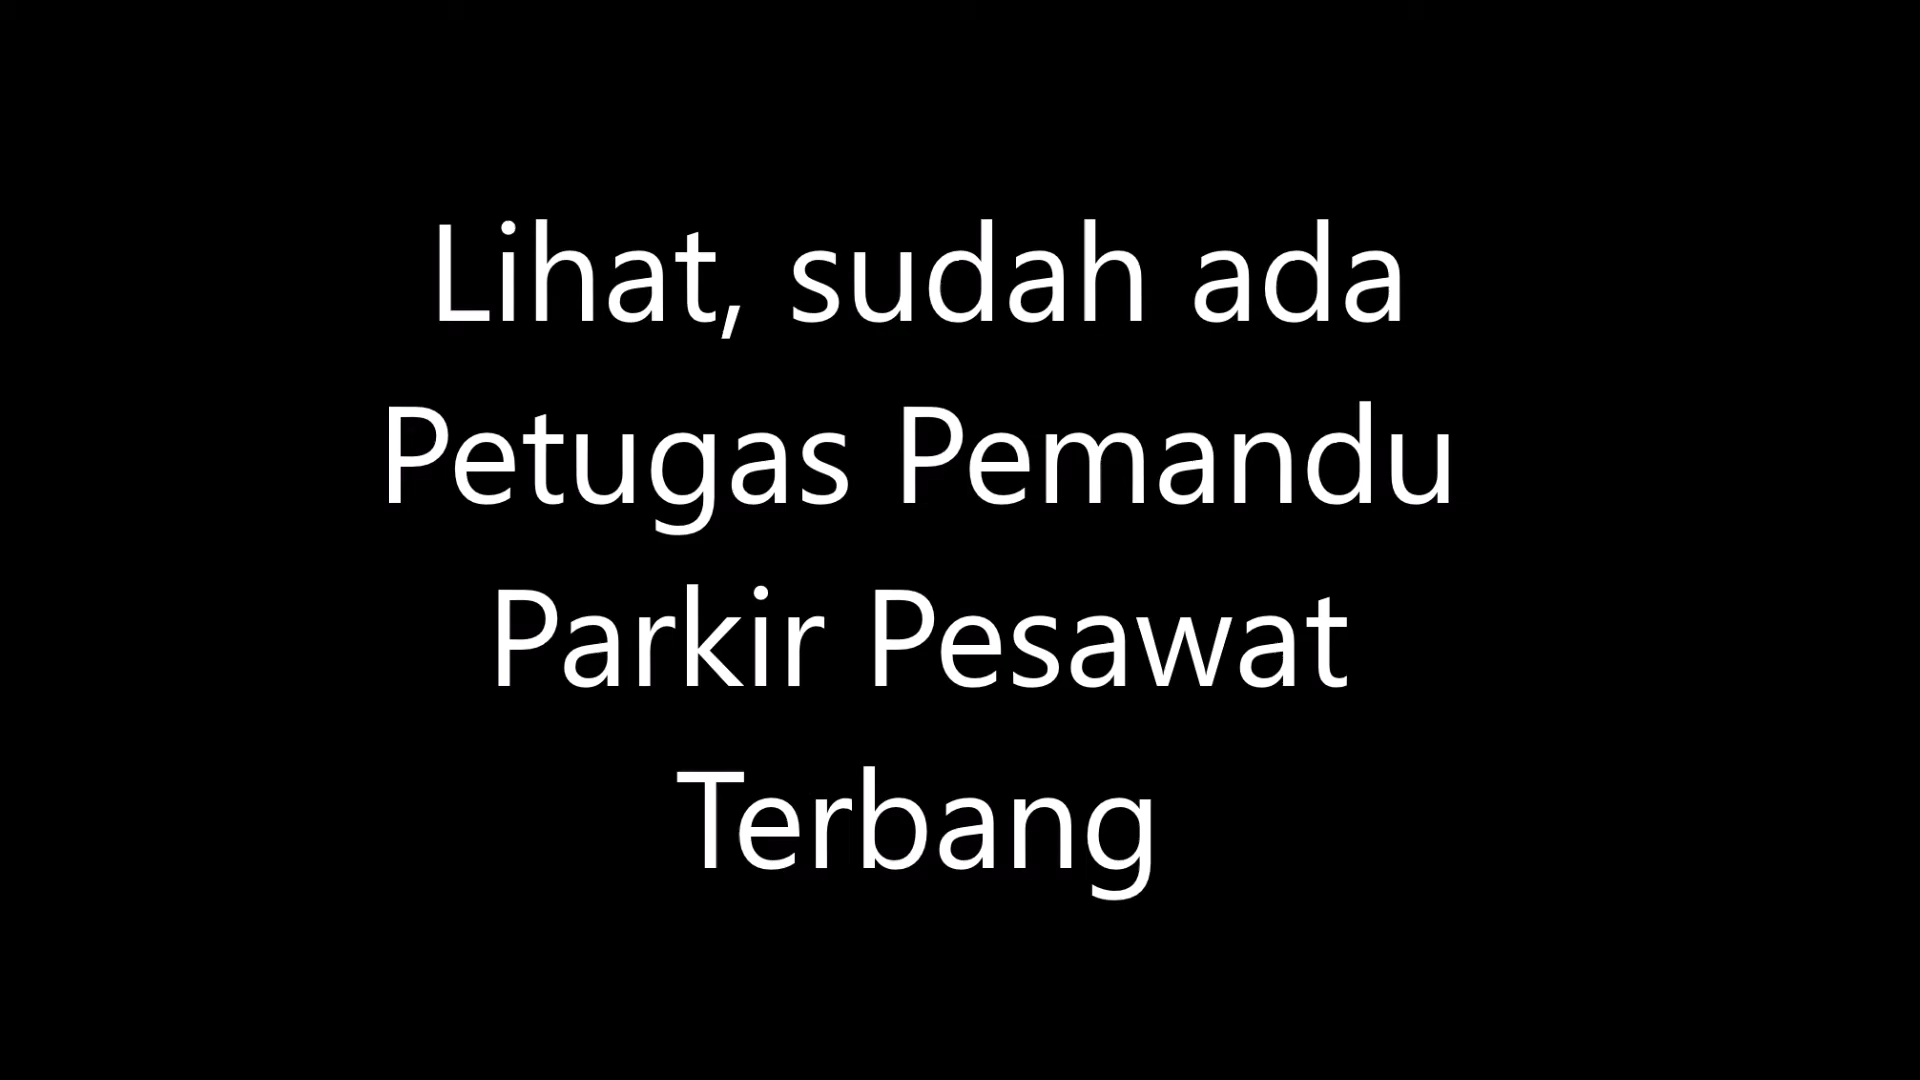 Lihat, sudah ada
Petugas Pemandu
Parkir Pesawat
Terbang